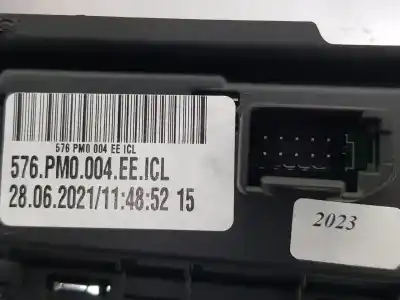 576 PM0 004 EE ICL
576.PM0.004.EE.ICL
28.06.2021/11:48:52 15
2023